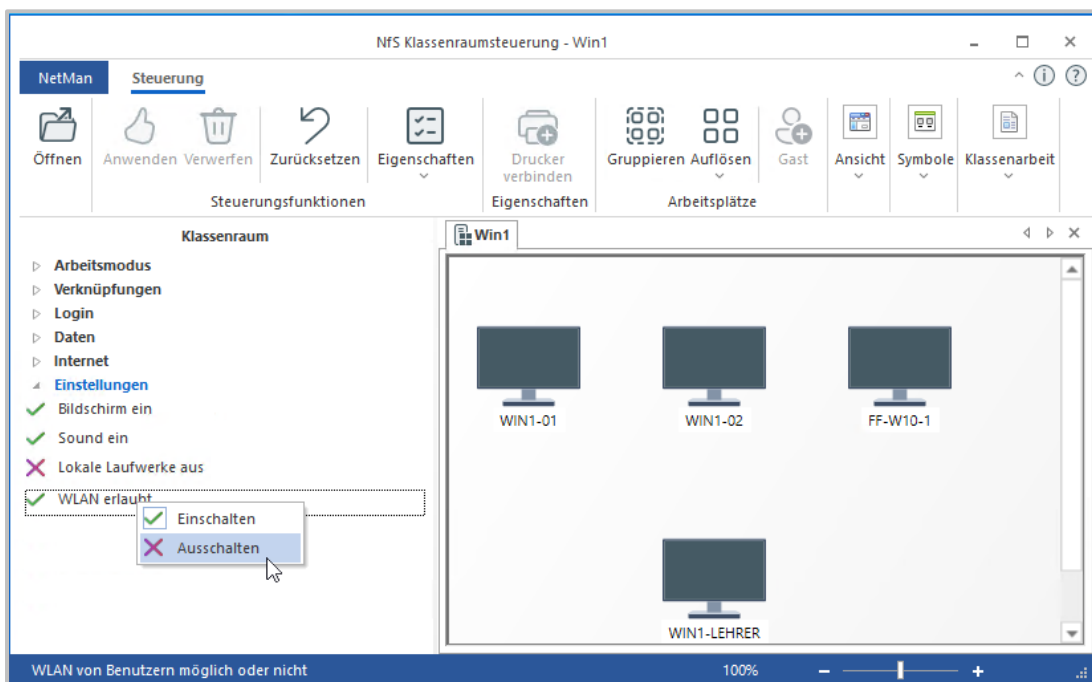 NfS Klassenraumsteuerung - Win1
NetMan Steuerung
Öffnen Anwenden Verwerfen Zurücksetzen Eigenschaften Drucker verbinden Gruppieren Auflösen Gast Ansicht Symbole Klassenarbeit
Steuerungsfunktionen Eigenschaften Arbeitsplätze
Klassenraum
Arbeitsmodus
Verknüpfungen
Login
Daten
Internet
Einstellungen
Bildschirm ein
Sound ein
Lokale Laufwerke aus
WLAN erlaubt
Einschalten
Ausschalten
Win1
WIN1-01 WIN1-02 FF-W10-1
WIN1-LEHRER
WLAN von Benutzern möglich oder nicht 100%